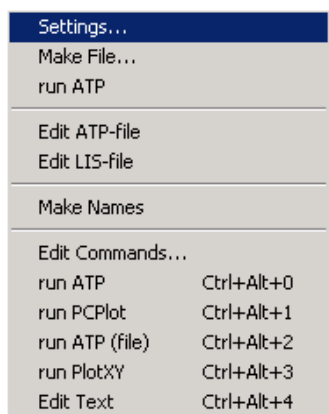 Settings...
Make File...
run ATP
Edit ATP-file
Edit LIS-file
Make Names
Edit Commands...
run ATP Ctrl+Alt+0
run PCPlot Ctrl+Alt+1
run ATP (file) Ctrl+Alt+2
run PlotXY Ctrl+Alt+3
Edit Text Ctrl+Alt+4